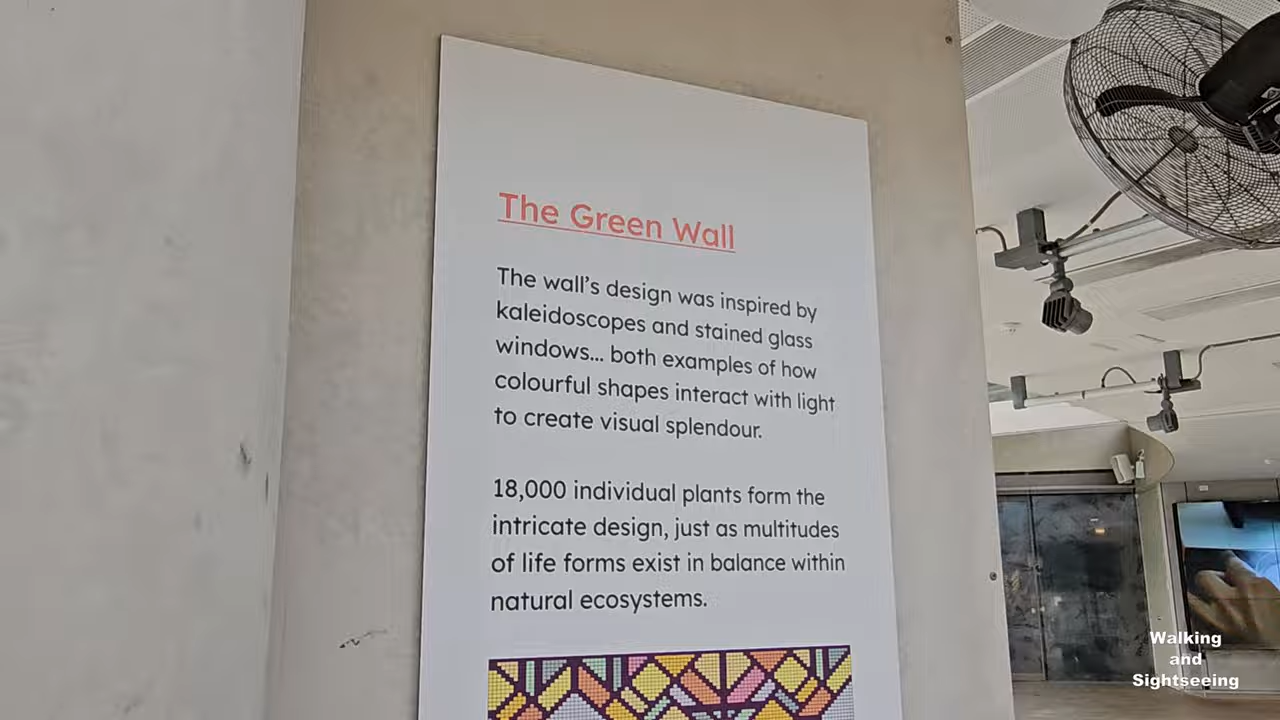 The Green Wall
The wall's design was inspired by
kaleidoscopes and stained glass
windows... both examples of how
colourful shapes interact with light
to create visual splendour.
18,000 individual plants form the
intricate design, just as multitudes
of life forms exist in balance within
natural ecosystems.
Walking
and
Sightseeing